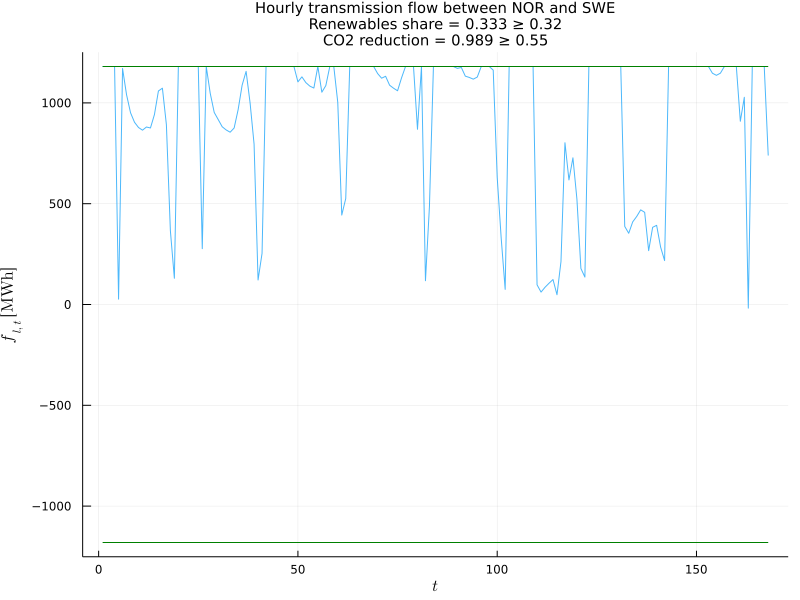 Hourly transmission flow between NOR and SWE
Renewables share = 0.333 ≥ 0.32
CO2 reduction = 0.989 ≥ 0.55
1000
500
0
−500
−1000
f_{l,t} [MWh]
0
50
100
150
t